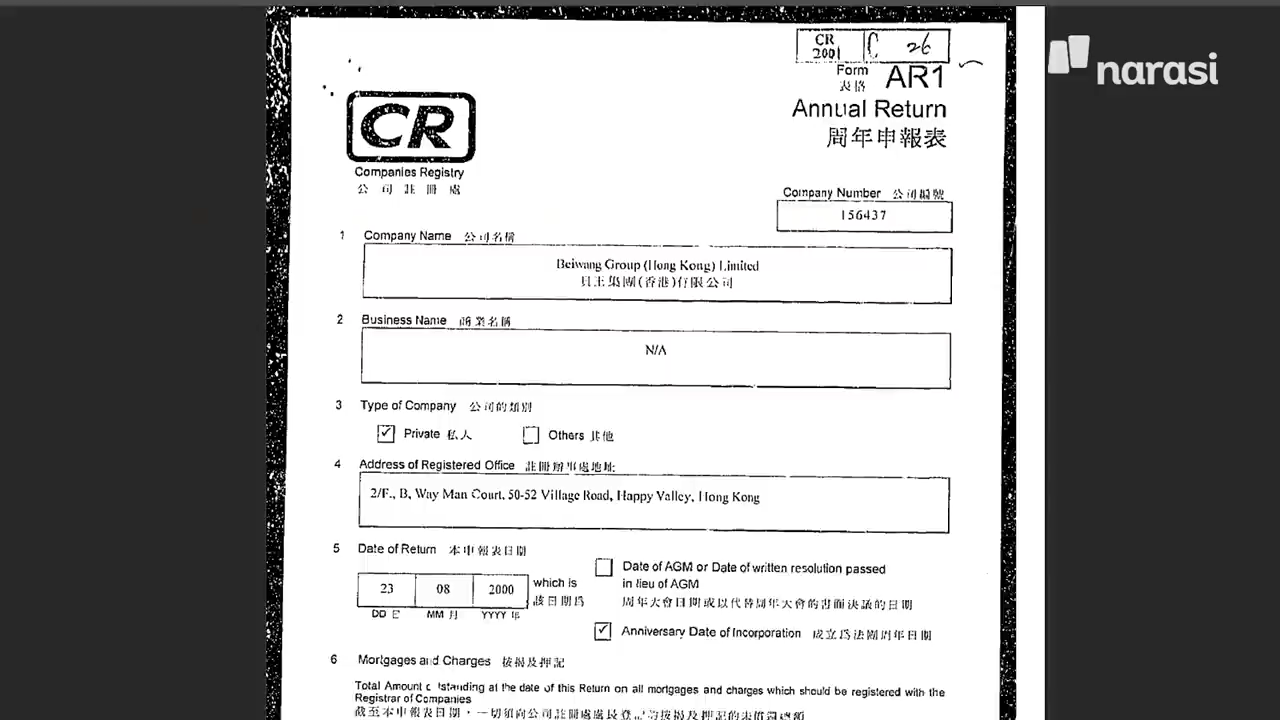 CR
2001
26
narasi
Form
表格
AR1
Annual Return
周年申報表
CR
Companies Registry
公 司 註 冊 處
Company Number 公司編號
156437
1 Company Name 公司名稱
Beiwang Group (Hong Kong) Limited
貝王集團(香港)有限公司
2 Business Name 商業名稱
N/A
3 Type of Company 公司的類別
Private 私人 Others 其他
4 Address of Registered Office 註冊辦事處地址
2/F., B, Way Man Court, 50-52 Village Road, Happy Valley, Hong Kong
5 Date of Return 本申報表日期
23 08 2000
DD 日 MM 月 YYYY 年
which is
該日期為
Date of AGM or Date of written resolution passed
in lieu of AGM
周年大會日期或以代替周年大會的書面決議的日期
Anniversary Date of Incorporation 成立為法團周年日期
6 Mortgages and Charges 按揭及押記
Total Amount outstanding at the date of this Return on all mortgages and charges which should be registered with the
Registrar of Companies
截至本申報表日期，一切須向公司註冊處處長登記的按揭及押記的未償還總額